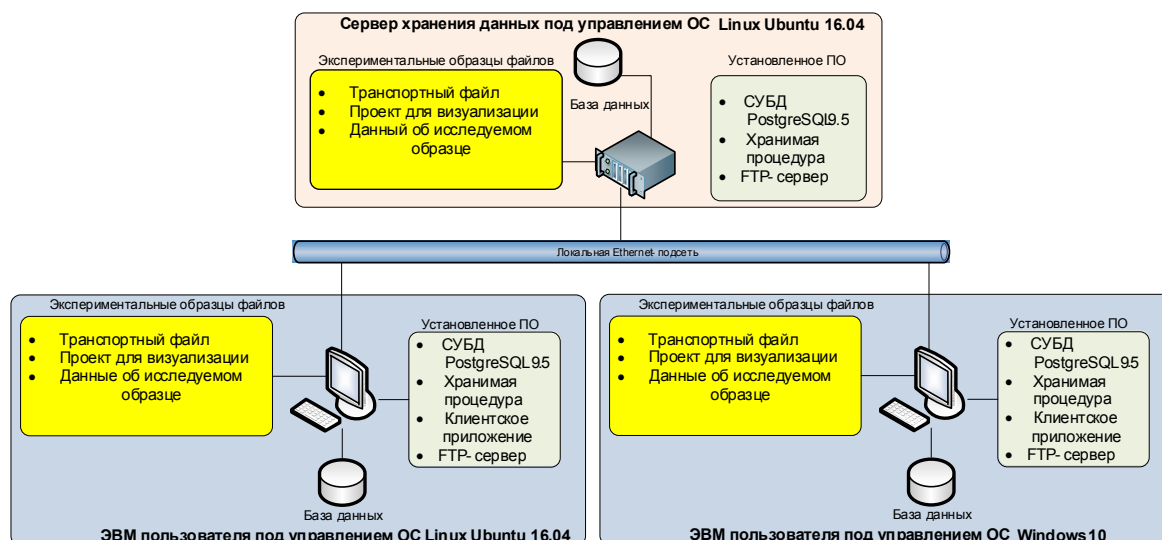 Сервер хранения данных под управлением ОС Linux Ubuntu 16.04
Экспериментальные образцы файлов
• Транспортный файл
• Проект для визуализации
• Данный об исследуемом
образце
База данных
Установленное ПО
• СУБД
PostgreSQL9.5
• Хранимая
процедура
• FTP- сервер
Локальная Ethernet- подсеть
Экспериментальные образцы файлов
• Транспортный файл
• Проект для визуализации
• Данные об исследуемом
образце
Установленное ПО
• СУБД
PostgreSQL9.5
• Хранимая
процедура
• Клиентское
приложение
• FTP- сервер
База данных
ЭВМ пользователя под управлением ОС Linux Ubuntu 16.04
Экспериментальные образцы файлов
• Транспортный файл
• Проект для визуализации
• Данные об исследуемом
образце
Установленное ПО
• СУБД
PostgreSQL9.5
• Хранимая
процедура
• Клиентское
приложение
• FTP- сервер
База данных
ЭВМ пользователя под управлением ОС Windows 10